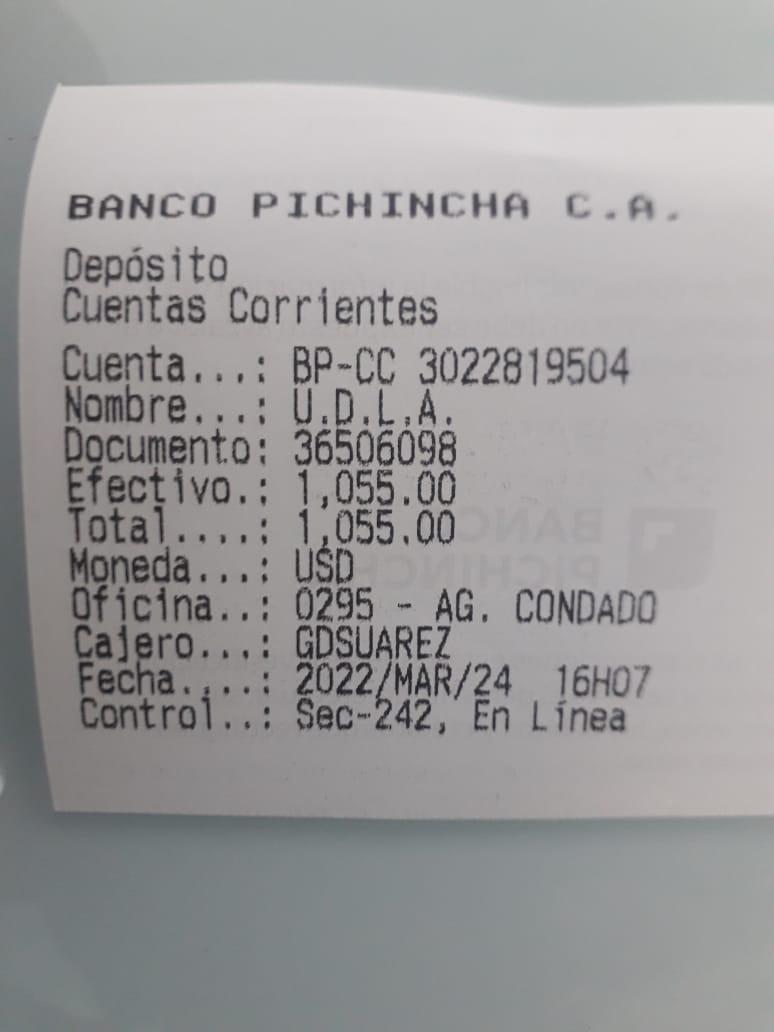 BANCO PICHINCHA C.A.
Depósito
Cuentas Corrientes
Cuenta...: BP-CC 3022819504
Nombre...: U.D.L.A.
Documento: 36506098
Efectivo.: 1,055.00
Total....: 1,055.00
Moneda...: USD
Oficina..: 0295 - AG. CONDADO
Cajero...: GDSUAREZ
Fecha....: 2022/MAR/24 16H07
Control..: Sec-242, En Línea
BANCO
PICHINCH